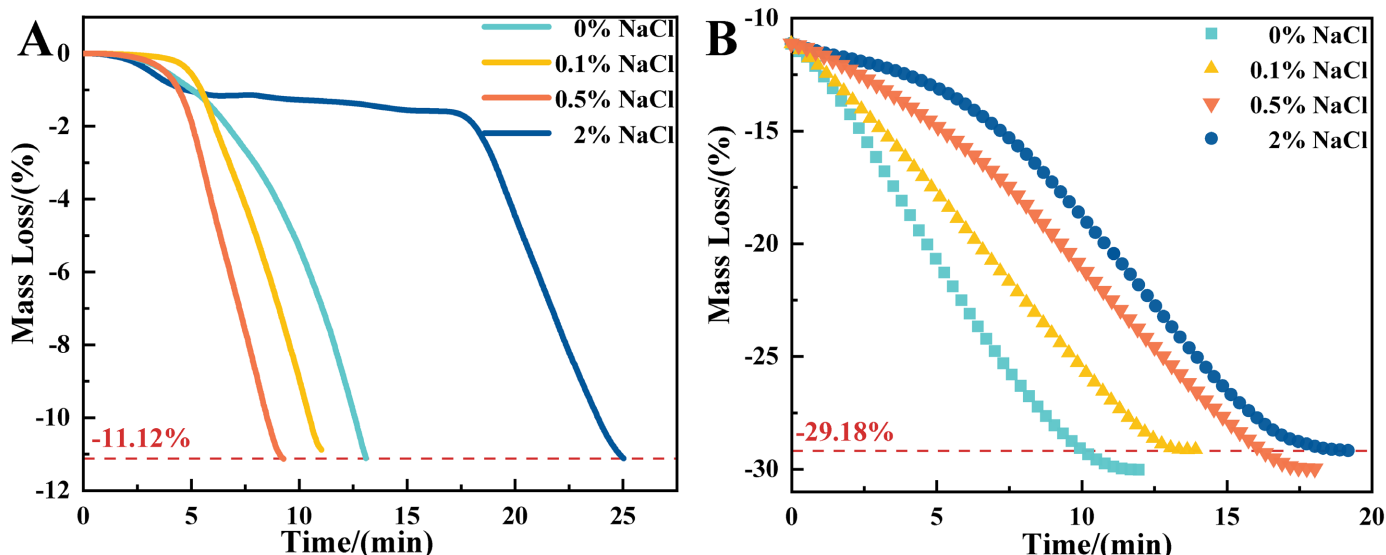 A
0% NaCl
0.1% NaCl
0.5% NaCl
2% NaCl
0
-2
-4
-6
-8
-10
-12
Mass Loss/(%)
-11.12%
0
5
10
15
20
25
Time/(min)
B
0% NaCl
0.1% NaCl
0.5% NaCl
2% NaCl
-10
-15
-20
-25
-30
Mass Loss/(%)
-29.18%
0
5
10
15
20
Time/(min)